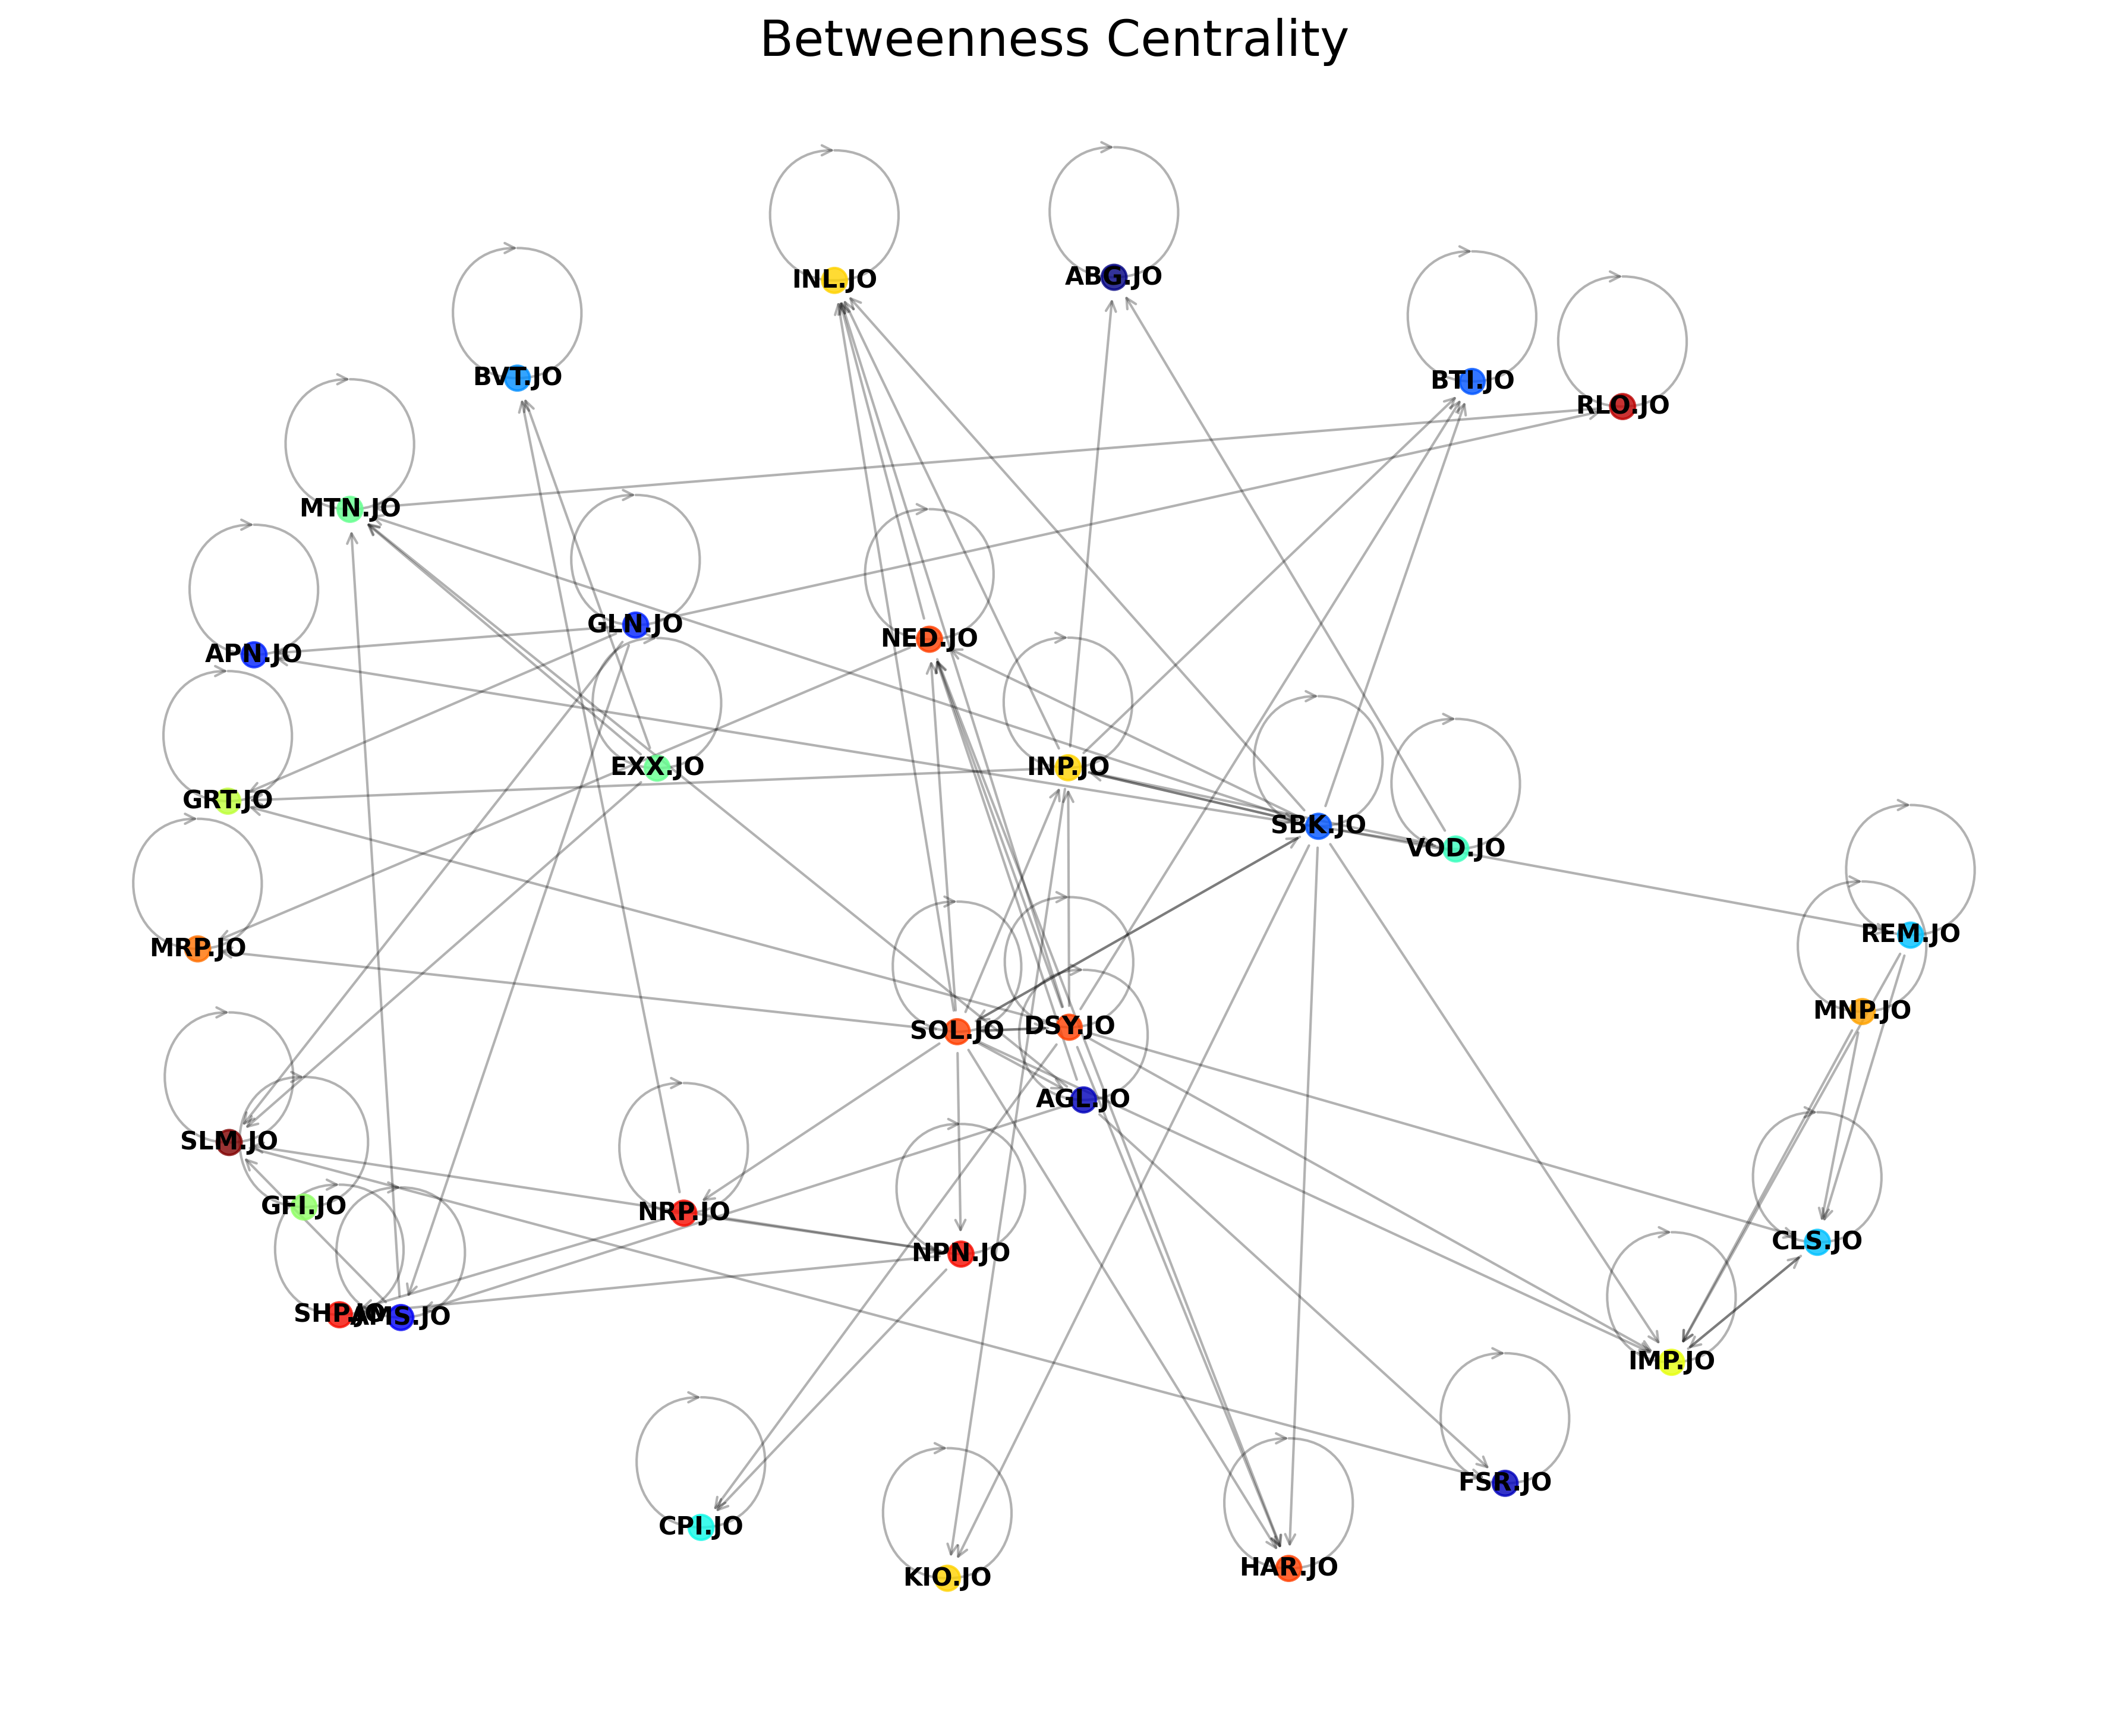 Betweenness Centrality
INL.JO
ABG.JO
BVT.JO
BTI.JO
RLO.JO
MTN.JO
GLN.JO
NED.JO
APN.JO
EXX.JO
INP.JO
GRT.JO
SBK.JO
VOD.JO
MRP.JO
REM.JO
MNP.JO
SOL.JO
DSY.JO
AGL.JO
SLM.JO
GFI.JO
NRP.JO
NPN.JO
CLS.JO
SHP.JO
AMS.JO
IMP.JO
FSR.JO
CPI.JO
KIO.JO
HAR.JO